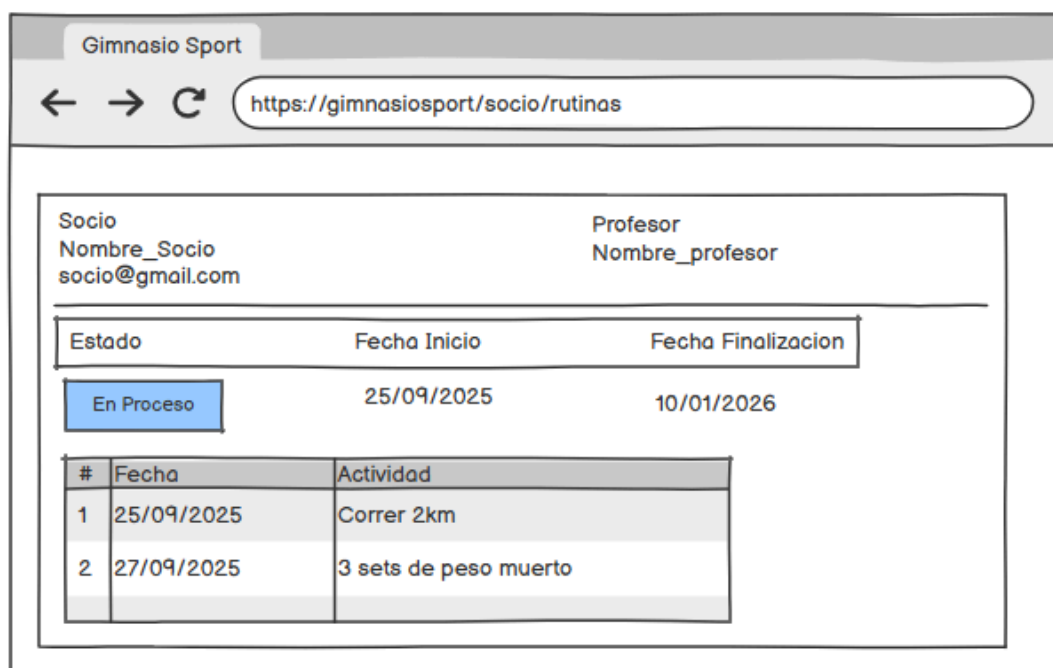 Gimnasio Sport
https://gimnasiosport/socio/rutinas
Socio
Nombre_Socio
socio@gmail.com
Profesor
Nombre_profesor
Estado Fecha Inicio Fecha Finalizacion
En Proceso 25/09/2025 10/01/2026
# Fecha Actividad
1 25/09/2025 Correr 2km
2 27/09/2025 3 sets de peso muerto